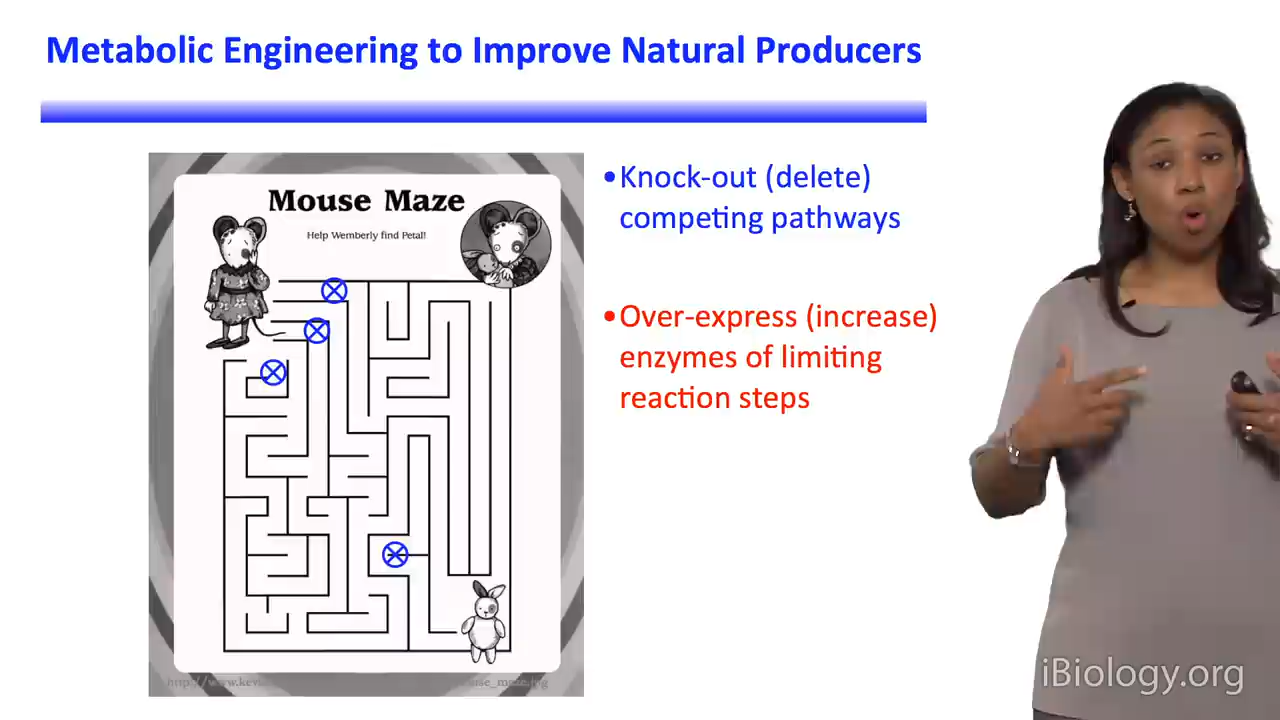 Metabolic Engineering to Improve Natural Producers
Mouse Maze
Help Wemberly find Petal!
•Knock-out (delete)
competing pathways
•Over-express (increase)
enzymes of limiting
reaction steps
iBiology.org